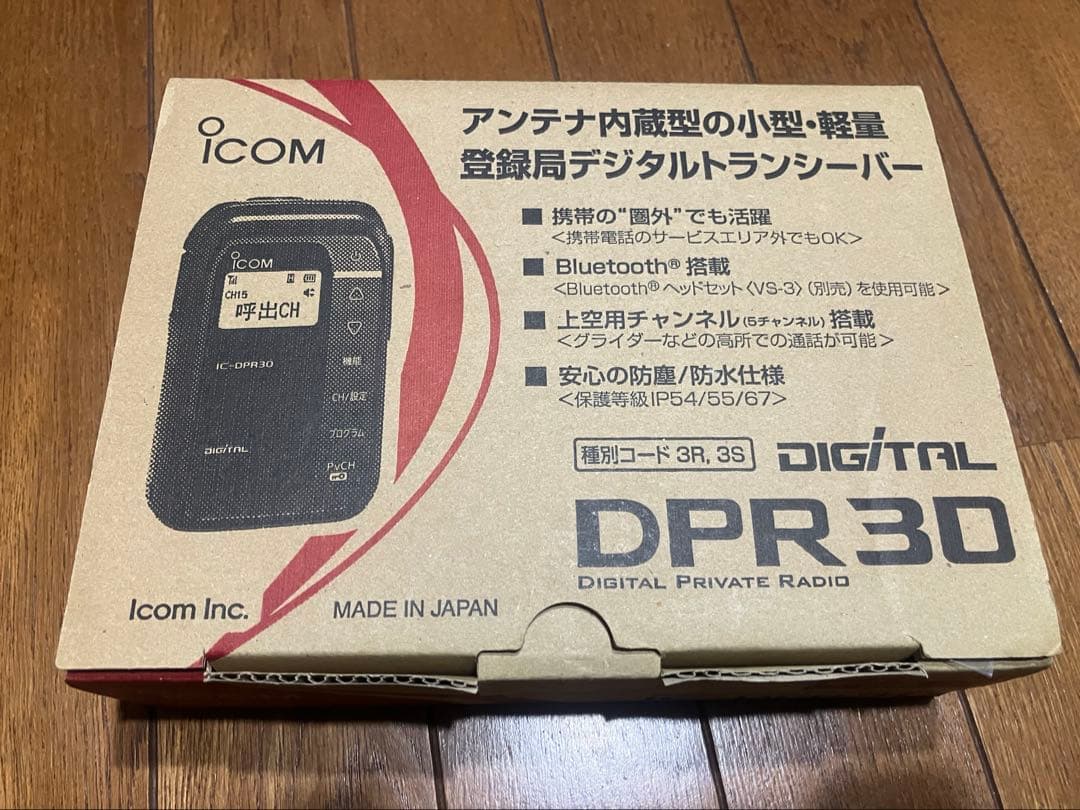 iCOM
アンテナ内蔵型の小型・軽量
登録局デジタルトランシーバー
■ 携帯の"圏外"でも活躍
<携帯電話のサービスエリア外でもOK>
■ Bluetooth® 搭載
<Bluetooth® ヘッドセット〈VS-3〉(別売)を使用可能>
■ 上空用チャンネル(5チャンネル)搭載
<グライダーなどの高所での通話が可能>
■ 安心の防塵/防水仕様
<保護等級IP54/55/67>
iCOM
CH15
呼出CH
IC-DPR30
機能
CH/設定
プログラム
PvCH
DIGITAL
種別コード 3R, 3S
DIGITAL
DPR30
DIGITAL PRIVATE RADIO
Icom Inc.
MADE IN JAPAN